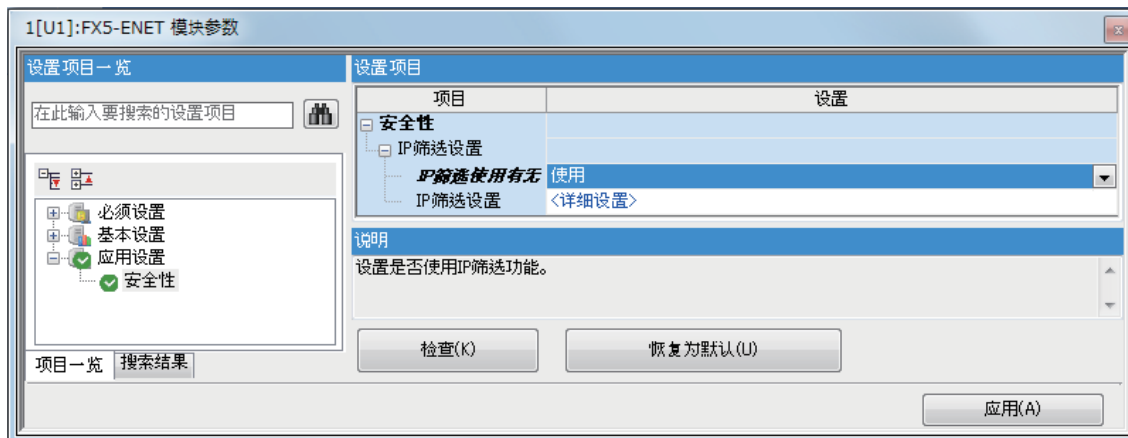 1[U1]:FX5-ENET 模块参数
设置项目一览
在此输入要搜索的设置项目
必须设置
基本设置
应用设置
安全性
项目一览
搜索结果
设置项目
项目 设置
安全性
IP筛选设置
IP筛选使用有无 使用
IP筛选设置 <详细设置>
说明
设置是否使用IP筛选功能。
检查(K)
恢复为默认(U)
应用(A)